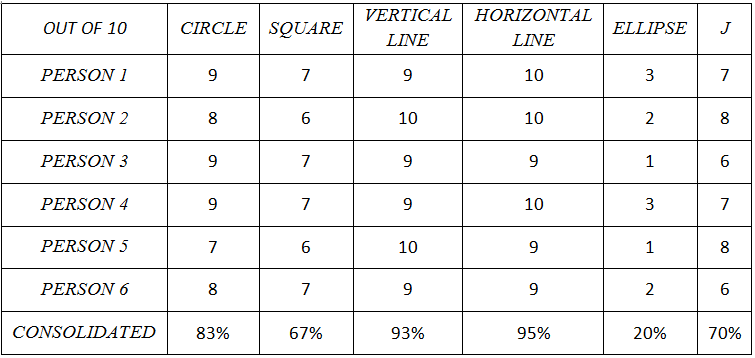 OUT OF 10 CIRCLE SQUARE VERTICAL LINE HORIZONTAL LINE ELLIPSE J
PERSON 1 9 7 9 10 3 7
PERSON 2 8 6 10 10 2 8
PERSON 3 9 7 9 9 1 6
PERSON 4 9 7 9 10 3 7
PERSON 5 7 6 10 9 1 8
PERSON 6 8 7 9 9 2 6
CONSOLIDATED 83% 67% 93% 95% 20% 70%